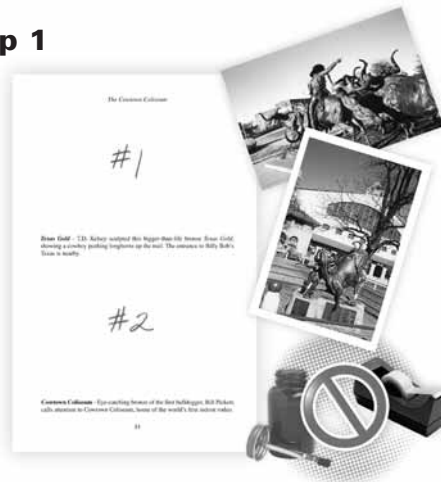 p 1
The Cowtown Coliseum
#1
Texas Gold - T.D. Kelsey sculpted this bigger-than-life bronze Texas Gold,
showing a cowboy pushing longhorns up the trail. The entrance to Billy Bob's
Texas is nearby.
#2
Cowtown Coliseum - Eye-catching bronze of the first bulldogger, Bill Pickett,
calls attention to Cowtown Coliseum, home of the world's first indoor rodeo.